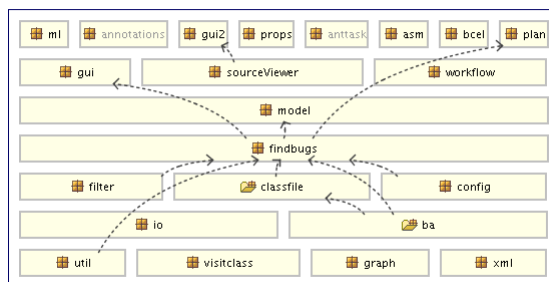 ml annotations gui2 props anttask asm bcel plan
gui sourceViewer workflow
model
findbugs
filter classfile config
io ba
util visitclass graph xml